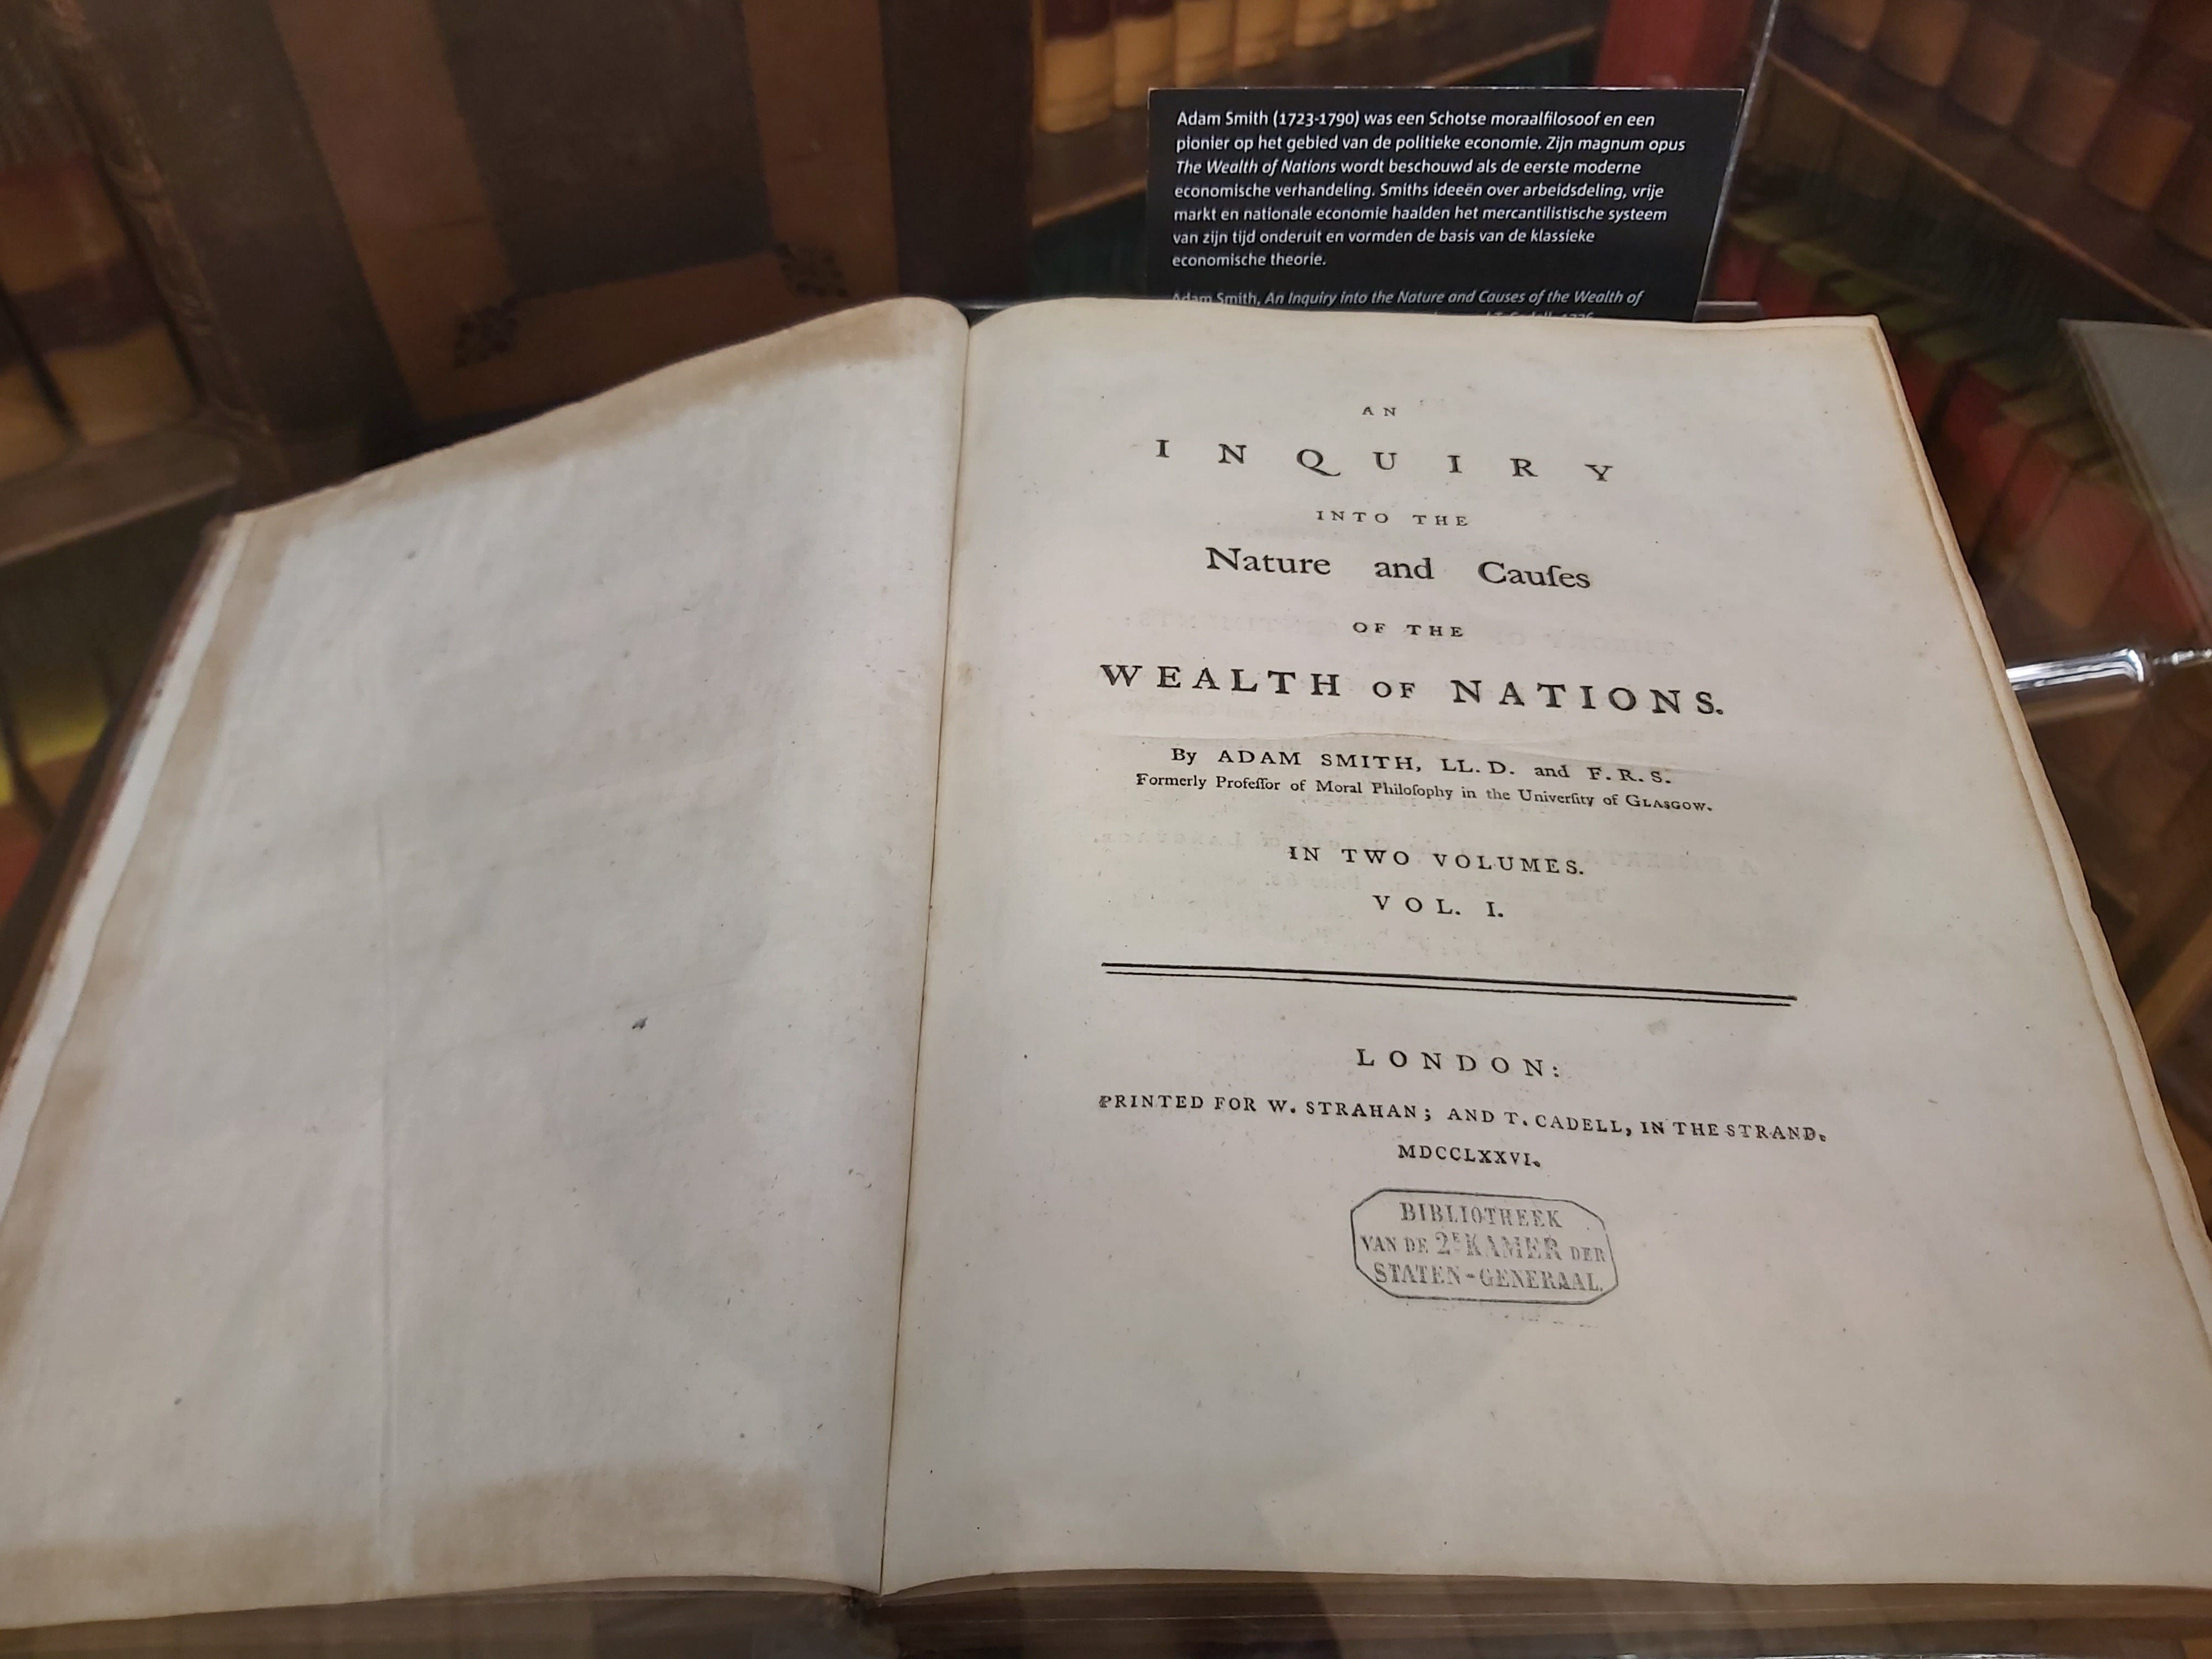 Adam Smith (1723-1790) was een Schotse moraalfilosoof en een
pionier op het gebied van de politieke economie. Zijn magnum opus
The Wealth of Nations wordt beschouwd als de eerste moderne
economische verhandeling. Smiths ideeën over arbeidsdeling, vrije
markt en nationale economie haalden het mercantilistische systeem
van zijn tijd onderuit en vormden de basis van de klassieke
economische theorie.
Adam Smith, An Inquiry into the Nature and Causes of the Wealth of
AN
INQUIRY
INTO THE
Nature and Cauſes
OF THE
WEALTH OF NATIONS.
By ADAM SMITH, LL.D. and F.R.S.
Formerly Profeſſor of Moral Philoſophy in the Univerſity of GLASGOW.
IN TWO VOLUMES.
VOL. I.
LONDON:
PRINTED FOR W. STRAHAN; AND T. CADELL, IN THE STRAND.
MDCCLXXVI.
BIBLIOTHEEK
VAN DE 2E KAMER DER
STATEN-GENERAAL.